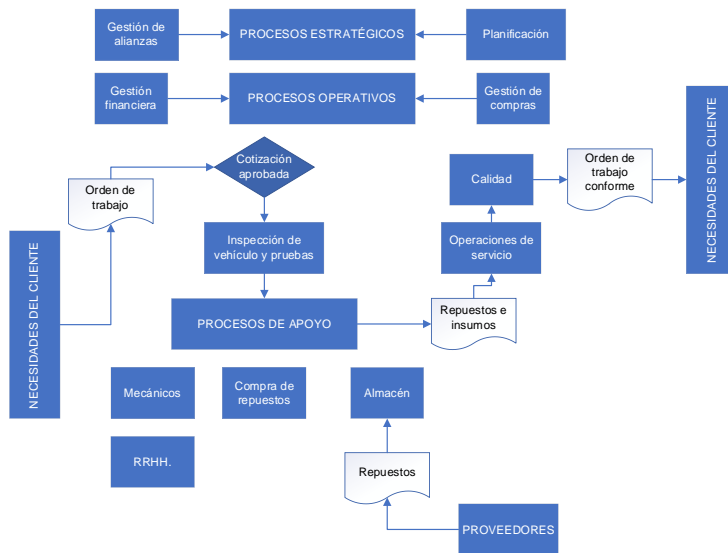 Gestión de
alianzas
PROCESOS ESTRATÉGICOS
Planificación
Gestión
financiera
PROCESOS OPERATIVOS
Gestión de
compras
NECESIDADES DEL CLIENTE
Orden de
trabajo
Cotización
aprobada
Inspección de
vehículo y pruebas
PROCESOS DE APOYO
Repuestos e
insumos
Operaciones de
servicio
Calidad
Orden de
trabajo
conforme
NECESIDADES DEL CLIENTE
Mecánicos
Compra de
repuestos
Almacén
RRHH.
Repuestos
PROVEEDORES